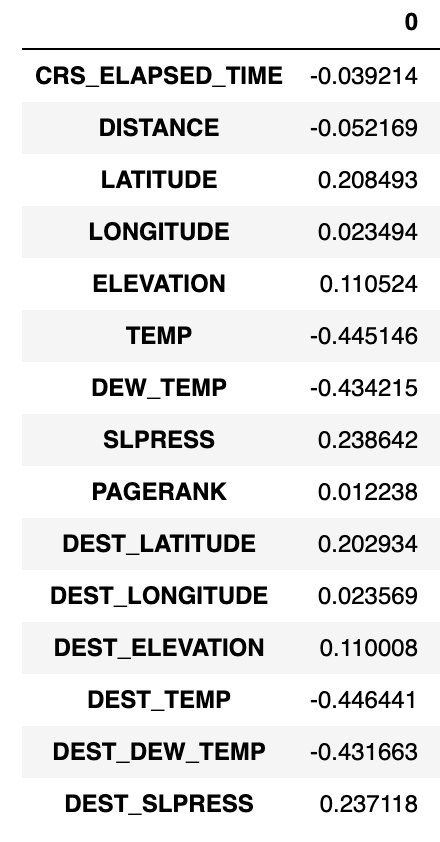 0
CRS_ELAPSED_TIME -0.039214
DISTANCE -0.052169
LATITUDE 0.208493
LONGITUDE 0.023494
ELEVATION 0.110524
TEMP -0.445146
DEW_TEMP -0.434215
SLPRESS 0.238642
PAGERANK 0.012238
DEST_LATITUDE 0.202934
DEST_LONGITUDE 0.023569
DEST_ELEVATION 0.110008
DEST_TEMP -0.446441
DEST_DEW_TEMP -0.431663
DEST_SLPRESS 0.237118